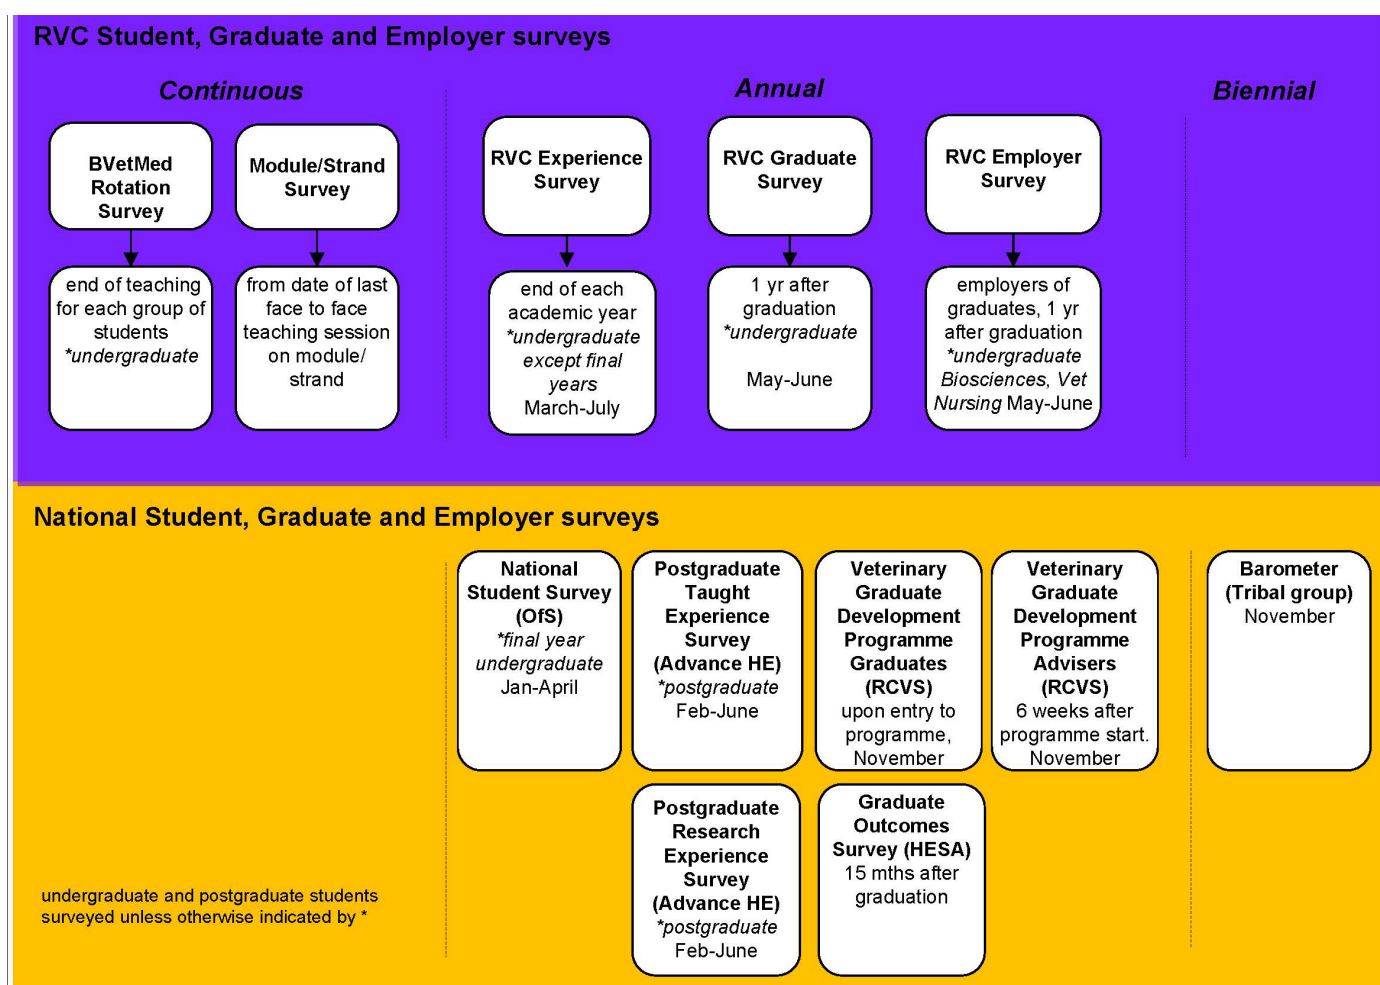 RVC Student, Graduate and Employer surveys
Continuous
Annual
Biennial
BVetMed
Rotation
Survey
Module/Strand
Survey
RVC Experience
Survey
RVC Graduate
Survey
RVC Employer
Survey
end of teaching
for each group of
students
*undergraduate
from date of last
face to face
teaching session
on module/
strand
end of each
academic year
*undergraduate
except final
years
March-July
1 yr after
graduation
*undergraduate
May-June
employers of
graduates, 1 yr
after graduation
*undergraduate
Biosciences, Vet
Nursing May-June
National Student, Graduate and Employer surveys
National
Student Survey
(OfS)
*final year
undergraduate
Jan-April
Postgraduate
Taught
Experience
Survey
(Advance HE)
*postgraduate
Feb-June
Veterinary
Graduate
Development
Programme
Graduates
(RCVS)
upon entry to
programme,
November
Veterinary
Graduate
Development
Programme
Advisers
(RCVS)
6 weeks after
programme start.
November
Barometer
(Tribal group)
November
Postgraduate
Research
Experience
Survey
(Advance HE)
*postgraduate
Feb-June
Graduate
Outcomes
Survey (HESA)
15 mths after
graduation
undergraduate and postgraduate students
surveyed unless otherwise indicated by *